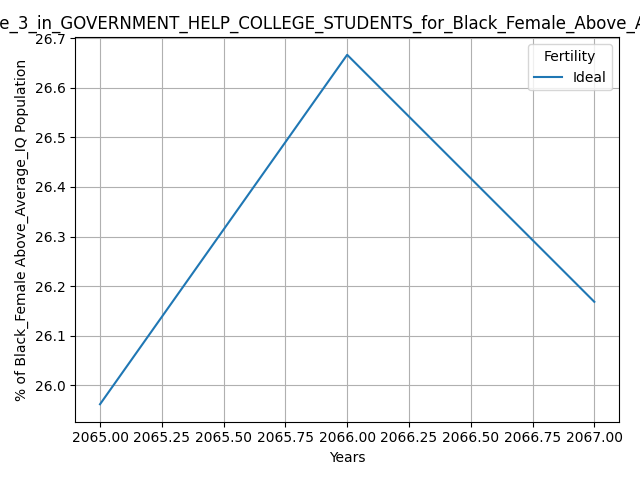 e_3_in_GOVERNMENT_HELP_COLLEGE_STUDENTS_for_Black_Female_Above_A
26.7
26.6
26.5
26.4
26.3
26.2
26.1
26.0
% of Black_Female Above_Average_IQ Population
Fertility
Ideal
2065.00 2065.25 2065.50 2065.75 2066.00 2066.25 2066.50 2066.75 2067.00
Years